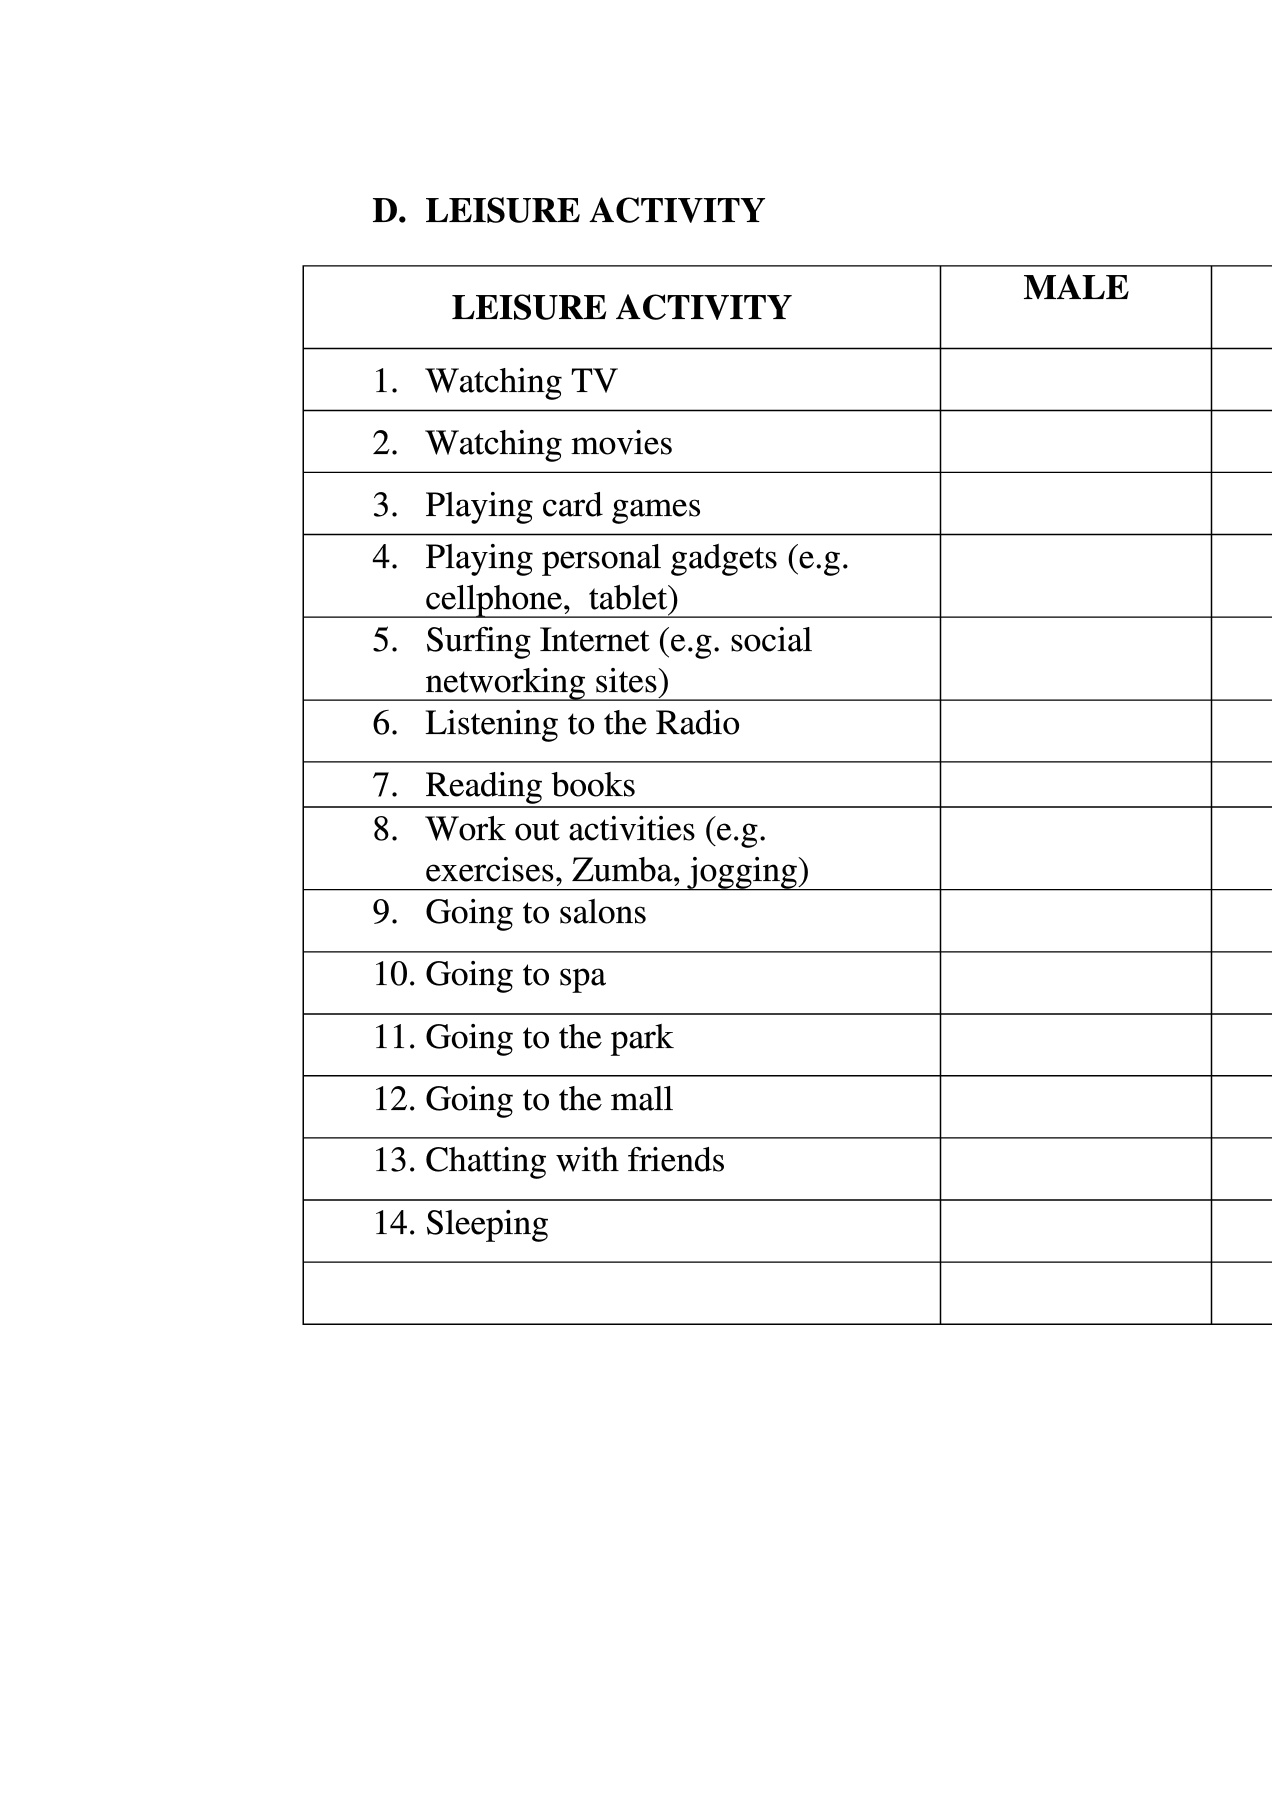 D. LEISURE ACTIVITY
LEISURE ACTIVITY
MALE
1. Watching TV
2. Watching movies
3. Playing card games
4. Playing personal gadgets (e.g.
cellphone, tablet)
5. Surfing Internet (e.g. social
networking sites)
6. Listening to the Radio
7. Reading books
8. Work out activities (e.g.
exercises, Zumba, jogging)
9. Going to salons
10. Going to spa
11. Going to the park
12. Going to the mall
13. Chatting with friends
14. Sleeping